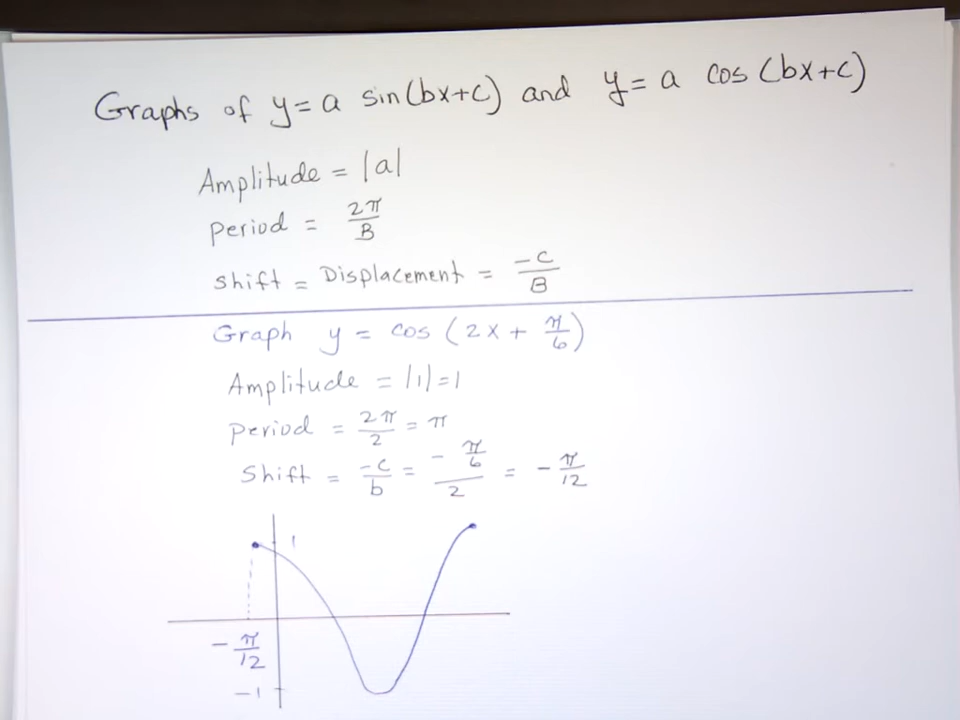 Graphs of y = a sin(bx+c) and y = a cos(bx+c)
Amplitude = |a|
Period = 2π/B
Shift = Displacement = -c/B
Graph y = cos(2x + π/6)
Amplitude = |1| = 1
Period = 2π/2 = π
Shift = -c/b = -π/6/2 = -π/12
1
-π/12
-1